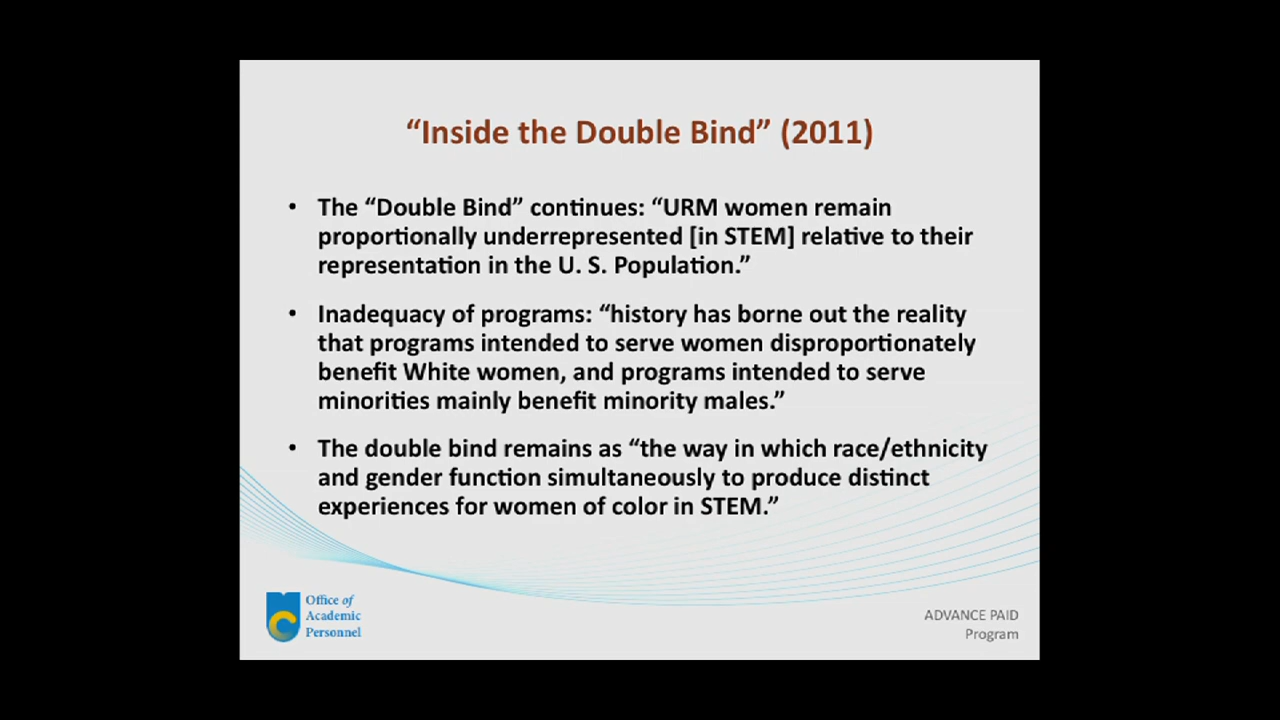 “Inside the Double Bind” (2011)
• The “Double Bind” continues: “URM women remain
proportionally underrepresented [in STEM] relative to their
representation in the U. S. Population.”
• Inadequacy of programs: “history has borne out the reality
that programs intended to serve women disproportionately
benefit White women, and programs intended to serve
minorities mainly benefit minority males.”
• The double bind remains as “the way in which race/ethnicity
and gender function simultaneously to produce distinct
experiences for women of color in STEM.”
Office of
Academic
Personnel
ADVANCE PAID
Program